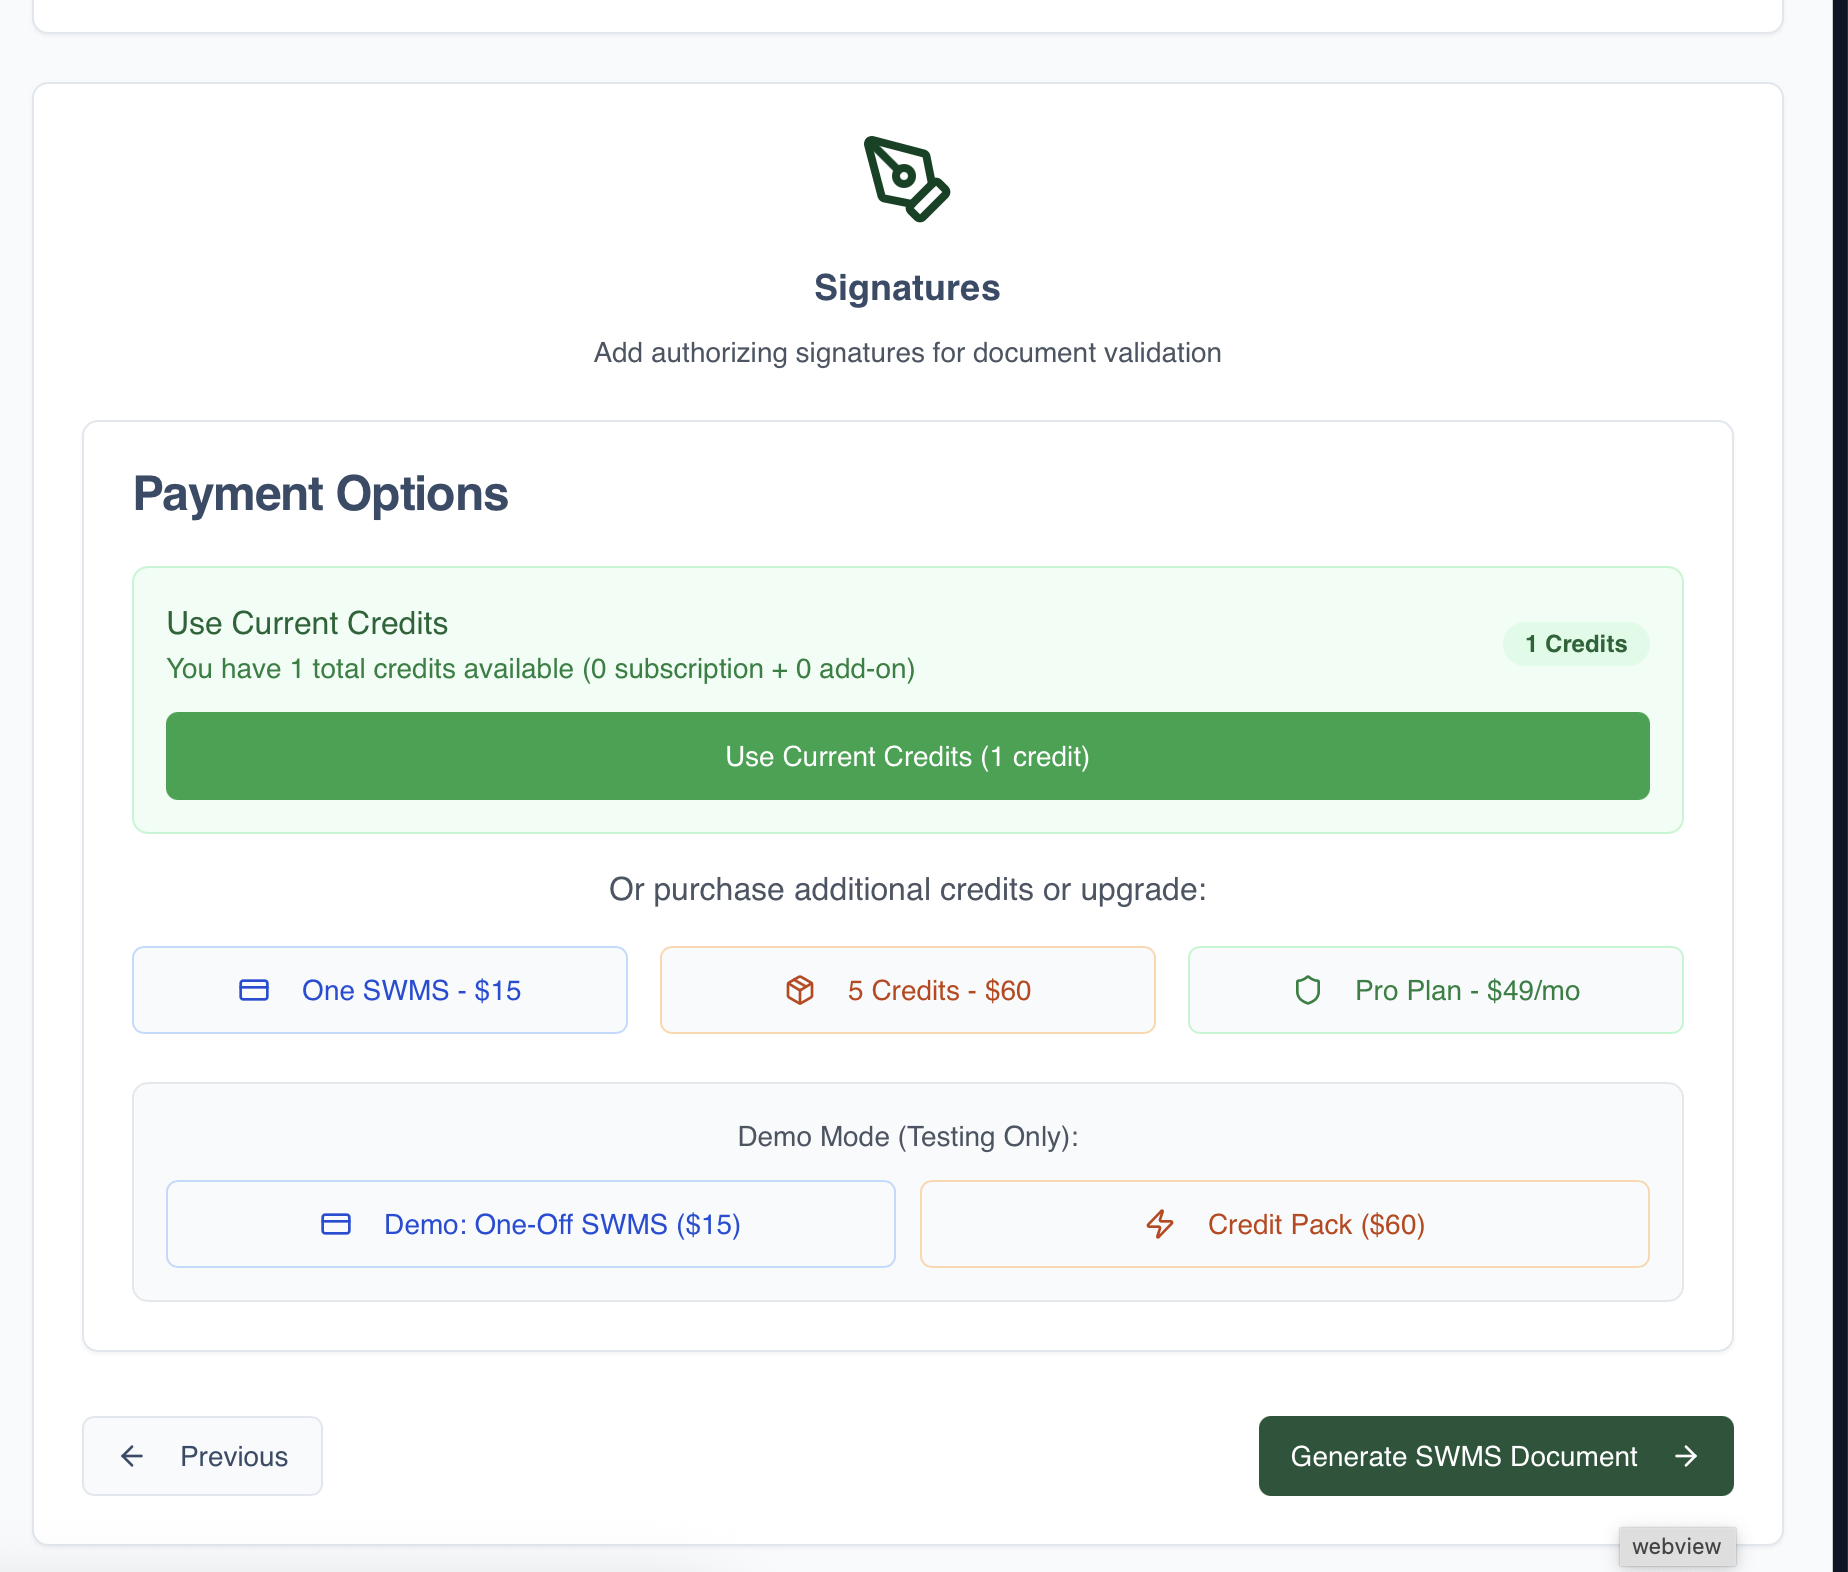 Signatures
Add authorizing signatures for document validation
Payment Options
Use Current Credits
You have 1 total credits available (0 subscription + 0 add-on)
1 Credits
Use Current Credits (1 credit)
Or purchase additional credits or upgrade:
One SWMS - $15
5 Credits - $60
Pro Plan - $49/mo
Demo Mode (Testing Only):
Demo: One-Off SWMS ($15)
Credit Pack ($60)
Previous
Generate SWMS Document
webview